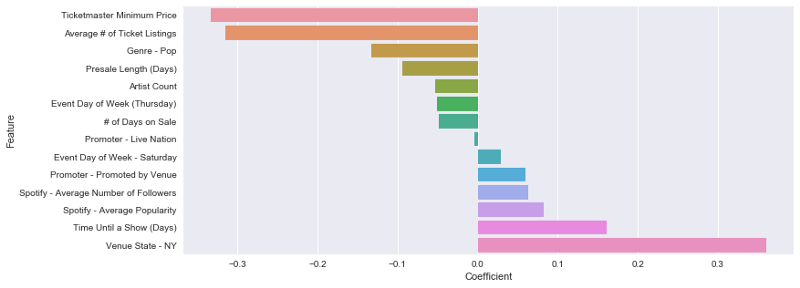 Ticketmaster Minimum Price
Average # of Ticket Listings
Genre - Pop
Presale Length (Days)
Artist Count
Event Day of Week (Thursday)
# of Days on Sale
Promoter - Live Nation
Event Day of Week - Saturday
Promoter - Promoted by Venue
Spotify - Average Number of Followers
Spotify - Average Popularity
Time Until a Show (Days)
Venue State - NY
Feature
−0.3 −0.2 −0.1 0.0 0.1 0.2 0.3
Coefficient